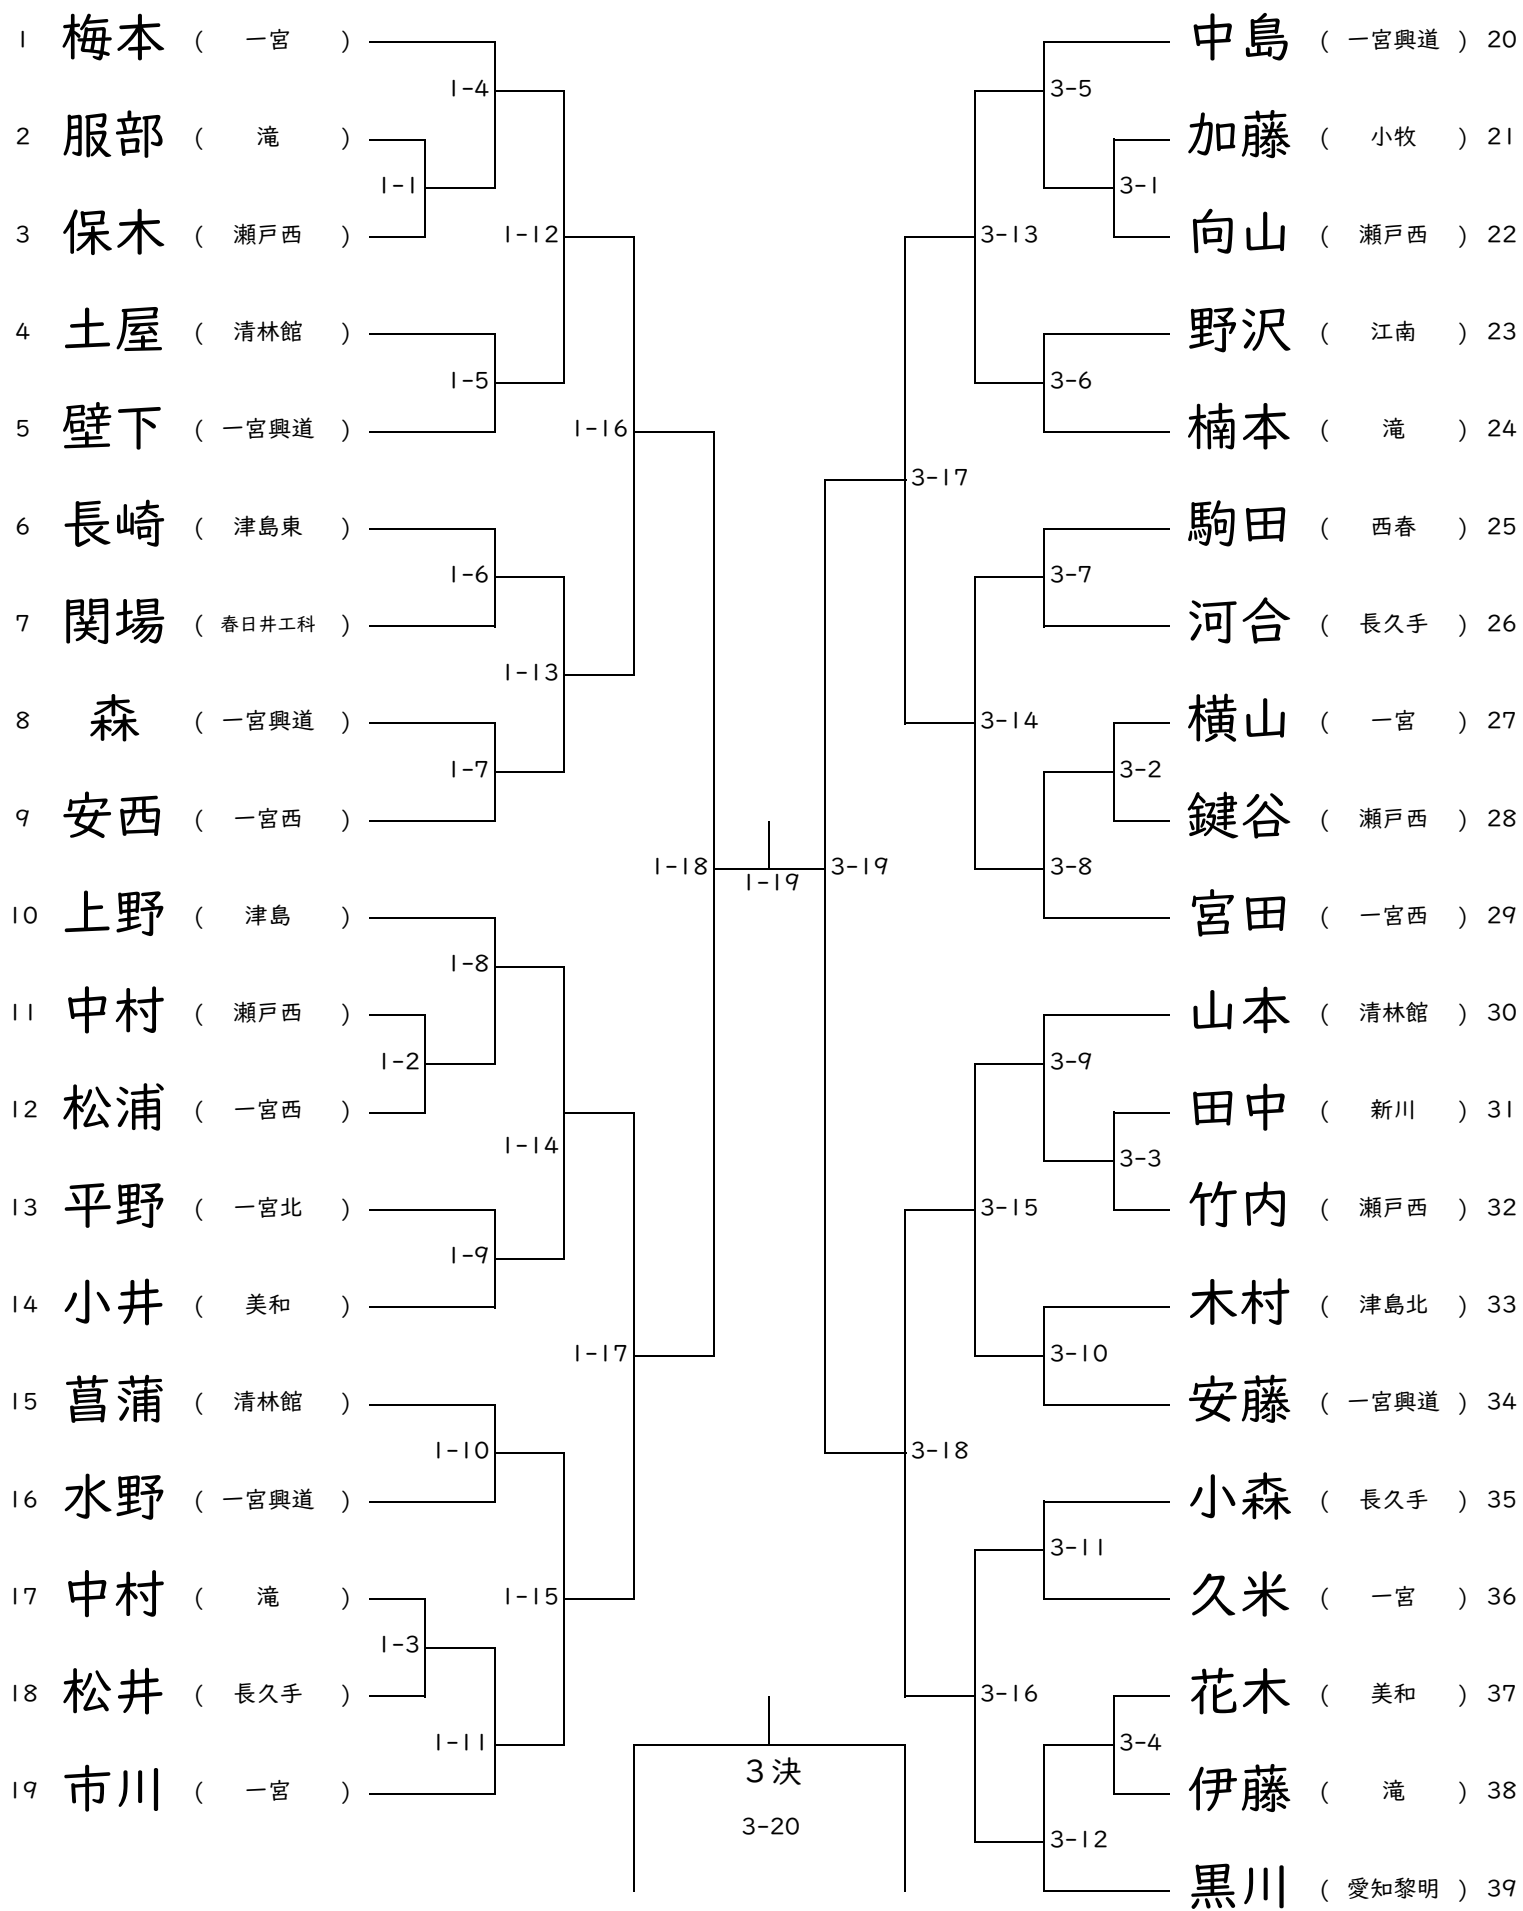 1 梅本 ( 一宮 )
1-4
2 服部 ( 滝 )
1-1
3 保木 ( 瀬戸西 )
1-12
4 土屋 ( 清林館 )
1-5
5 壁下 ( 一宮興道 )
1-16
6 長崎 ( 津島東 )
1-6
7 関場 ( 春日井工科 )
1-13
8 森 ( 一宮興道 )
1-7
9 安西 ( 一宮西 )
1-18
10 上野 ( 津島 )
1-8
11 中村 ( 瀬戸西 )
1-2
12 松浦 ( 一宮西 )
1-14
13 平野 ( 一宮北 )
1-9
14 小井 ( 美和 )
1-17
15 菖蒲 ( 清林館 )
1-10
16 水野 ( 一宮興道 )
17 中村 ( 滝 )
1-15
1-3
18 松井 ( 長久手 )
1-11
19 市川 ( 一宮 )
1-19
3決
3-20
中島 ( 一宮興道 ) 20
3-5
加藤 ( 小牧 ) 21
3-1
向山 ( 瀬戸西 ) 22
3-13
野沢 ( 江南 ) 23
3-6
楠本 ( 滝 ) 24
3-17
駒田 ( 西春 ) 25
3-7
河合 ( 長久手 ) 26
横山 ( 一宮 ) 27
3-14
3-2
鍵谷 ( 瀬戸西 ) 28
3-8
3-19
宮田 ( 一宮西 ) 29
山本 ( 清林館 ) 30
3-9
田中 ( 新川 ) 31
3-3
竹内 ( 瀬戸西 ) 32
3-15
木村 ( 津島北 ) 33
3-10
安藤 ( 一宮興道 ) 34
3-18
小森 ( 長久手 ) 35
3-11
久米 ( 一宮 ) 36
花木 ( 美和 ) 37
3-16
3-4
伊藤 ( 滝 ) 38
3-12
黒川 ( 愛知黎明 ) 39